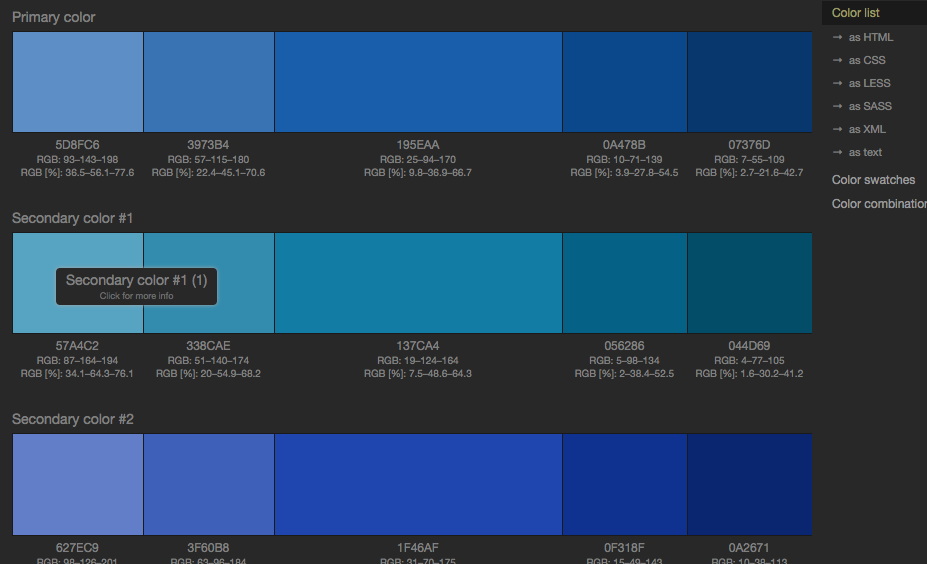 Primary color
5D8FC6 3973B4 195EAA 0A478B 07376D
RGB: 93–143–198 RGB: 57–115–180 RGB: 25–94–170 RGB: 10–71–139 RGB: 7–55–109
RGB [%]: 36.5–56.1–77.6 RGB [%]: 22.4–45.1–70.6 RGB [%]: 9.8–36.9–66.7 RGB [%]: 3.9–27.8–54.5 RGB [%]: 2.7–21.6–42.7
Secondary color #1
Secondary color #1 (1)
Click for more info
57A4C2 338CAE 137CA4 056286 044D69
RGB: 87–164–194 RGB: 51–140–174 RGB: 19–124–164 RGB: 5–98–134 RGB: 4–77–105
RGB [%]: 34.1–64.3–76.1 RGB [%]: 20–54.9–68.2 RGB [%]: 7.5–48.6–64.3 RGB [%]: 2–38.4–52.5 RGB [%]: 1.6–30.2–41.2
Secondary color #2
627EC9 3F60B8 1F46AF 0F318F 0A2671
RGB: 98–126–201 RGB: 63–96–184 RGB: 31–70–175 RGB: 15–49–143 RGB: 10–38–113
Color list
→ as HTML
→ as CSS
→ as LESS
→ as SASS
→ as XML
→ as text
Color swatches
Color combination